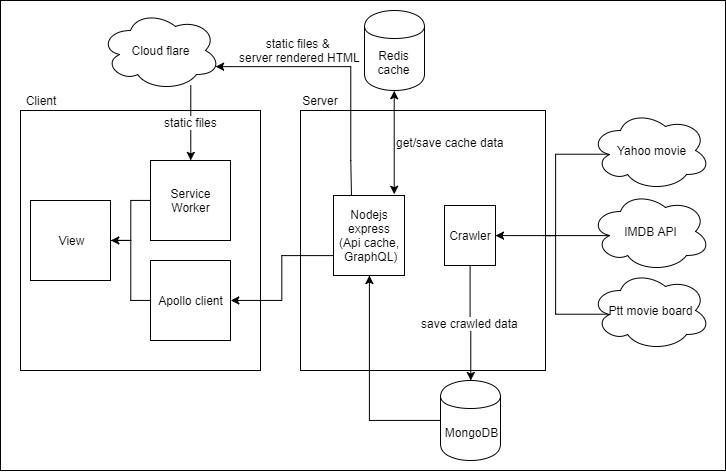 Cloud flare
static files &
server rendered HTML
Redis
cache
Client
Server
static files
get/save cache data
Yahoo movie
Service
Worker
Nodejs
express
(Api cache,
GraphQL)
Crawler
IMDB API
View
Apollo client
Ptt movie board
save crawled data
MongoDB